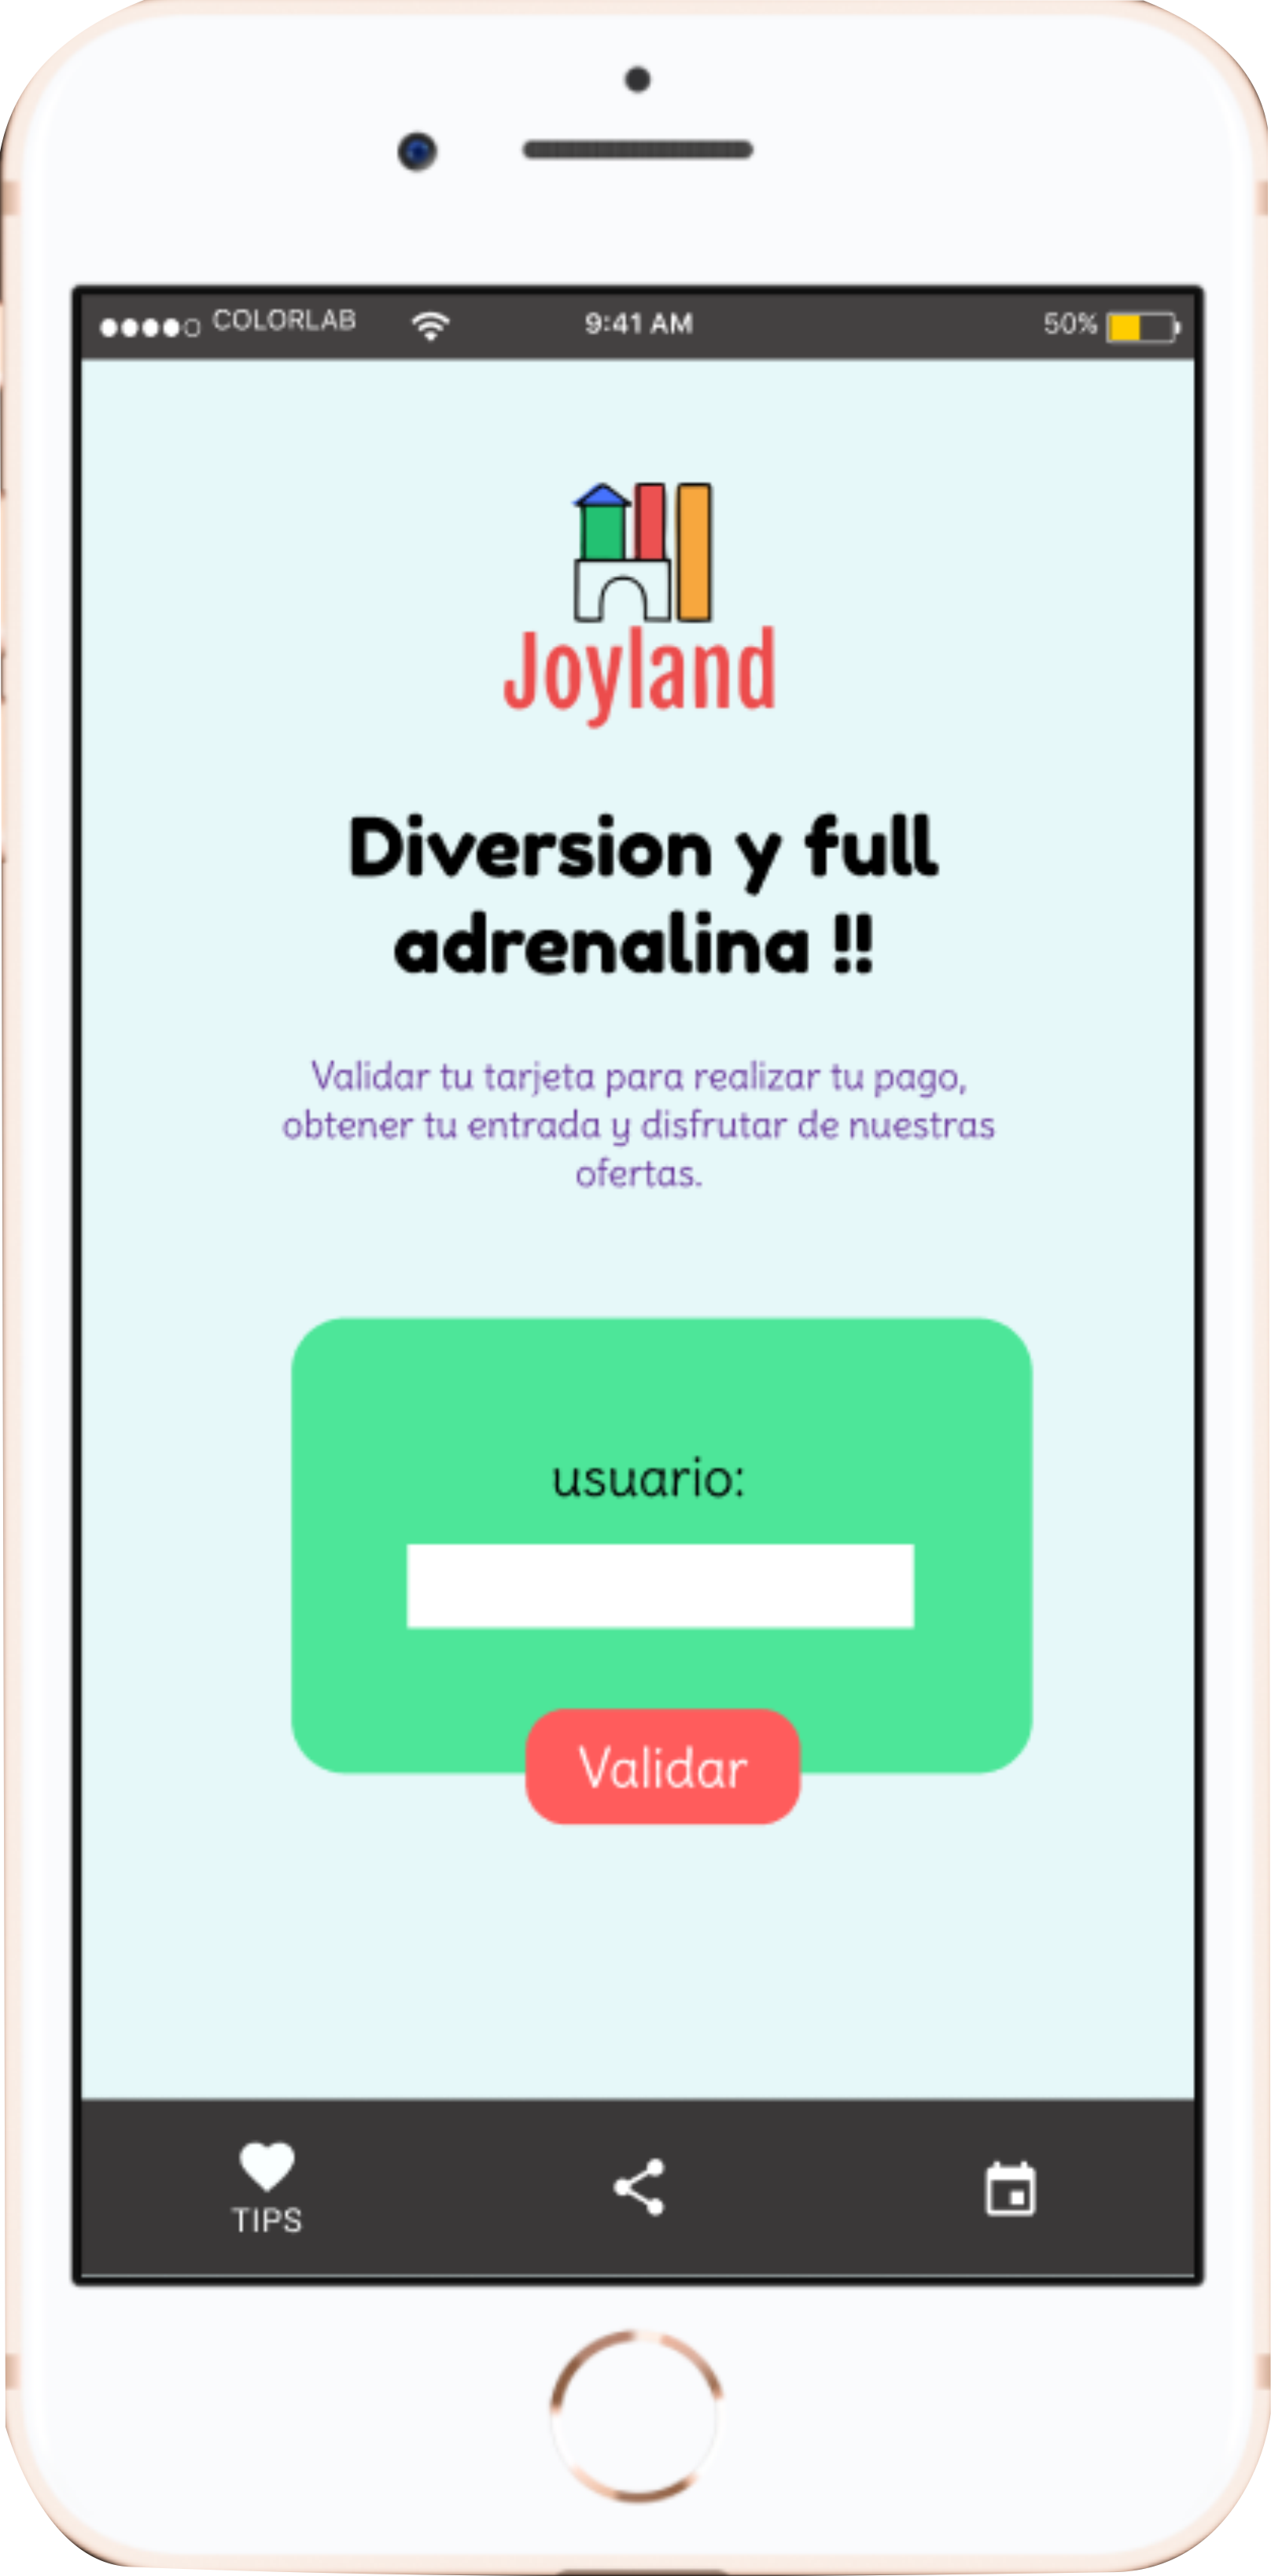 COLORLAB 9:41 AM 50%
Joyland
Diversion y full
adrenalina !!
Validar tu tarjeta para realizar tu pago,
obtener tu entrada y disfrutar de nuestras
ofertas.
usuario:
Validar
TIPS